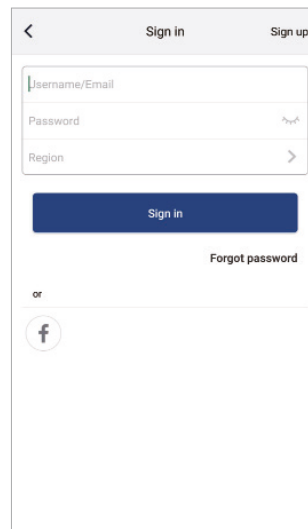 Sign in
Sign up
Username/Email
Password
Region
Sign in
Forgot password
or